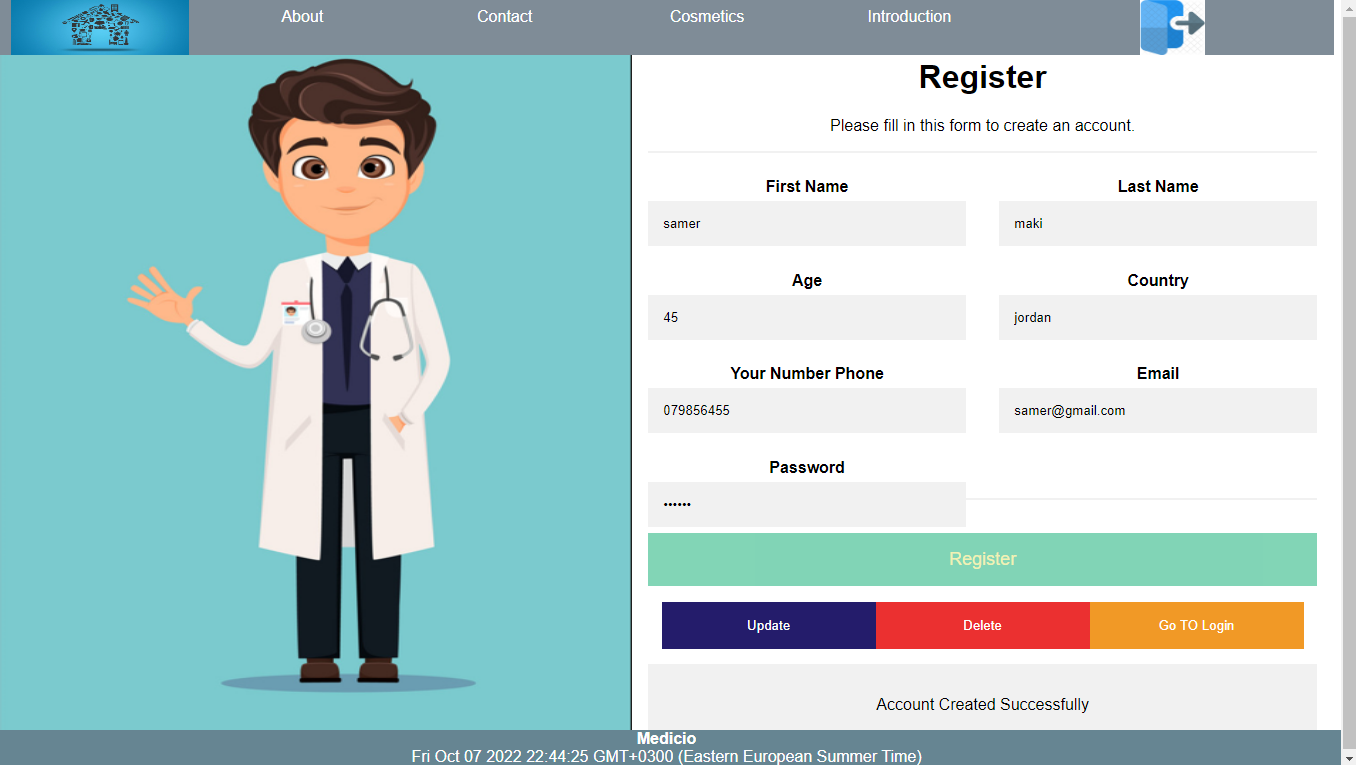 About Contact Cosmetics Introduction
Register
Please fill in this form to create an account.
First Name Last Name
samer maki
Age Country
45 jordan
Your Number Phone Email
079856455 samer@gmail.com
Password
••••••
Register
Update Delete Go TO Login
Account Created Successfully
Medicio
Fri Oct 07 2022 22:44:25 GMT+0300 (Eastern European Summer Time)